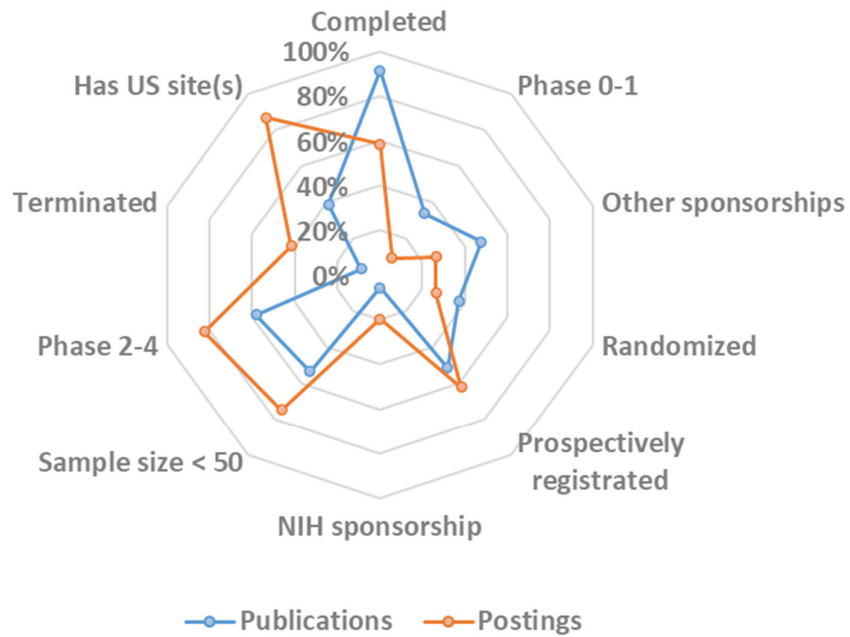 Completed
100%
Has US site(s)
80%
Phase 0-1
60%
Terminated
40%
Other sponsorships
20%
0%
Phase 2-4
Randomized
Sample size < 50
Prospectively
registrated
NIH sponsorship
Publications
Postings